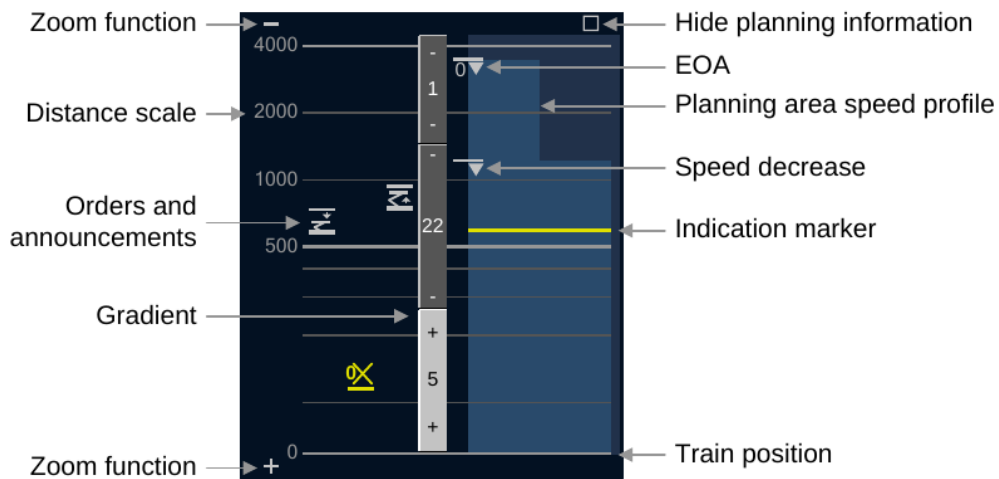 Zoom function
Hide planning information
4000
0
EOA
-
1
-
Planning area speed profile
Distance scale
2000
-
Speed decrease
1000
Orders and
announcements
22
Indication marker
500
-
Gradient
+
0
5
+
0
Train position
Zoom function
+